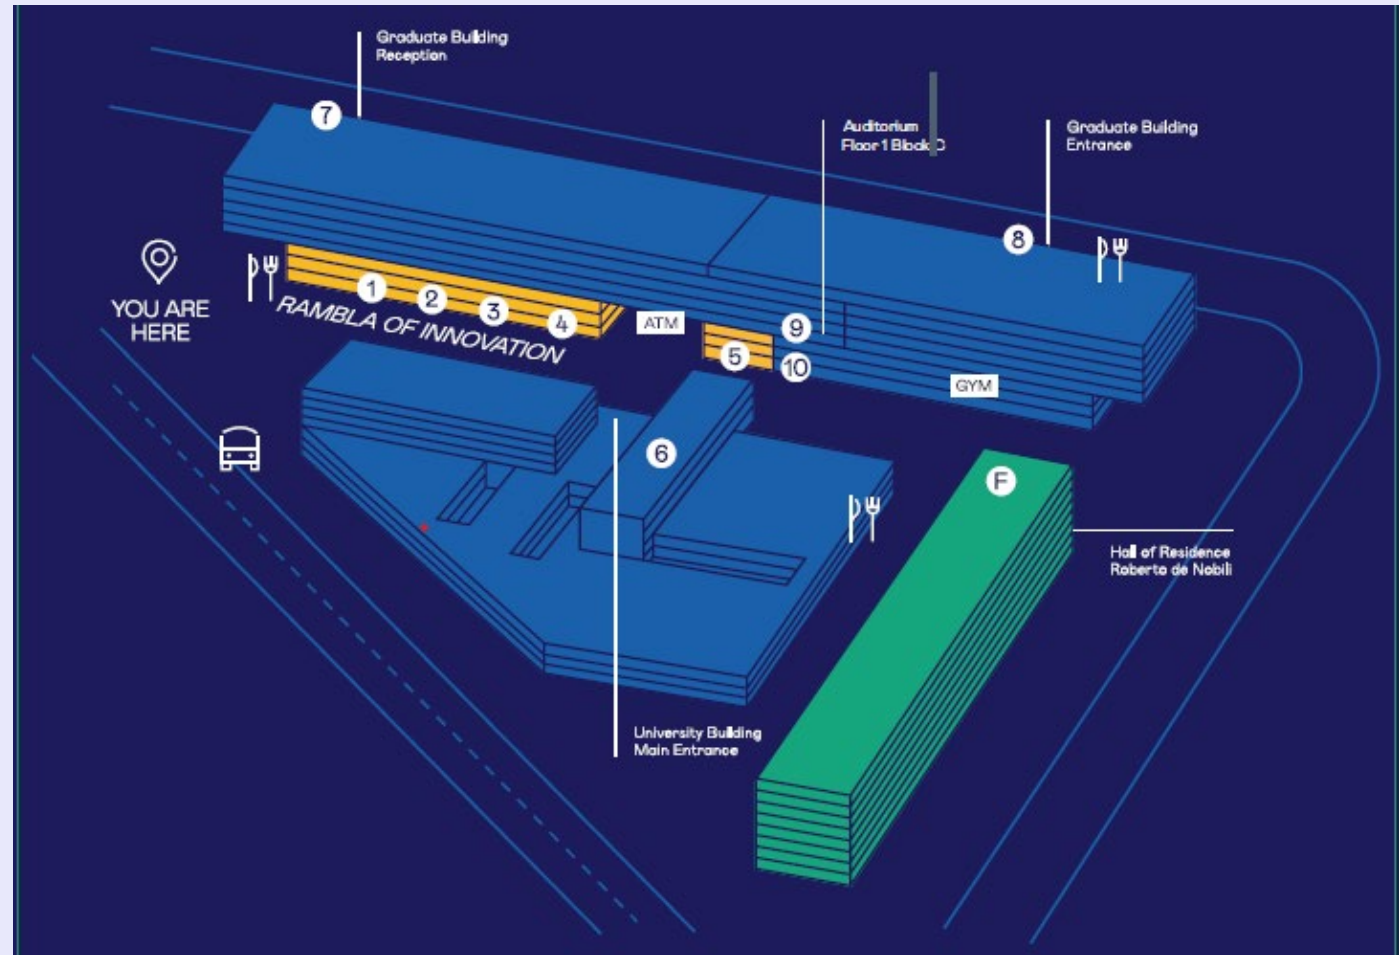 Graduate Building
Reception
7
Auditorium
Floor 1 Block C
Graduate Building
Entrance
8
YOU ARE
HERE
1
2
3
4
RAMBLA OF INNOVATION
ATM
9
5
10
GYM
6
F
Hall of Residence
Roberto de Nobili
University Building
Main Entrance